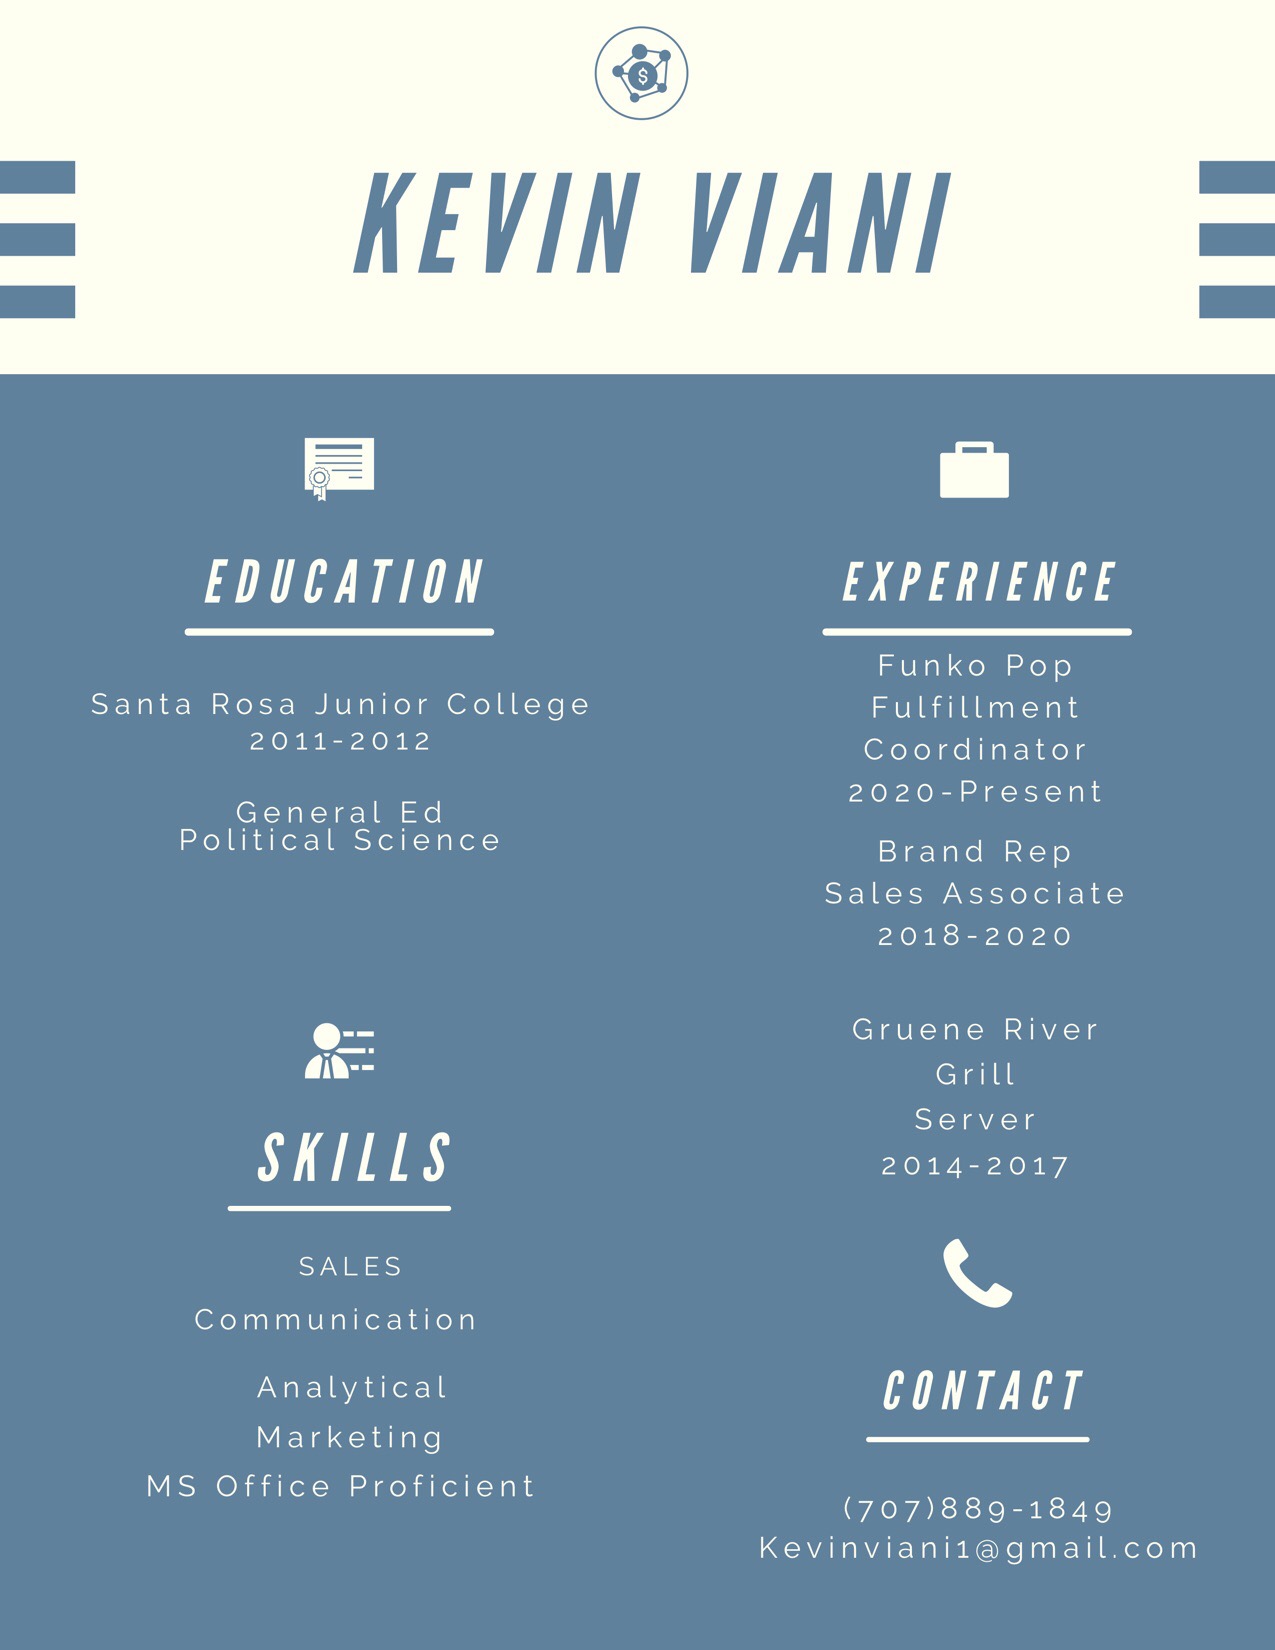 $
KEVIN VIANI
EDUCATION
Santa Rosa Junior College
2011-2012
General Ed
Political Science
SKILLS
SALES
Communication
Analytical
Marketing
MS Office Proficient
EXPERIENCE
Funko Pop
Fulfillment
Coordinator
2020-Present
Brand Rep
Sales Associate
2018-2020
Gruene River
Grill
Server
2014-2017
CONTACT
(707)889-1849
Kevinviani1@gmail.com